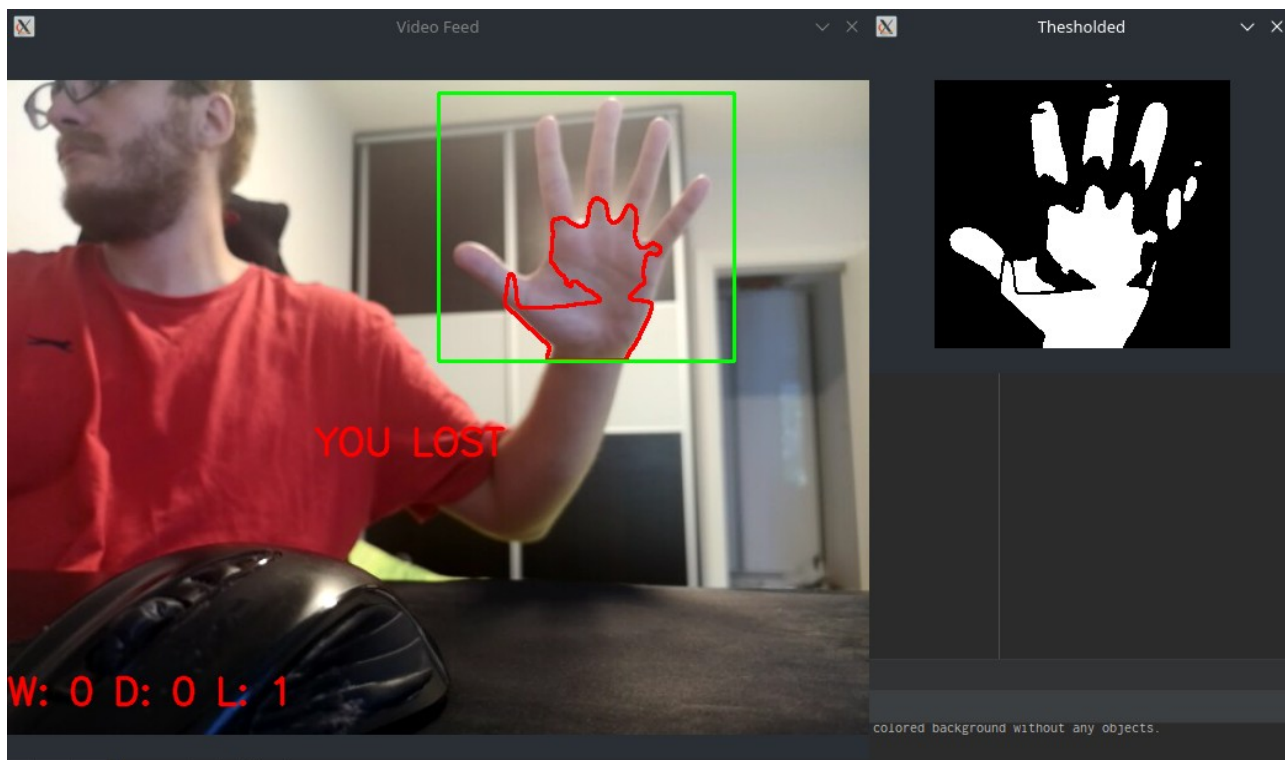 Video Feed
Thesholded
YOU LOST
W: 0 D: 0 L: 1
colored background without any objects.